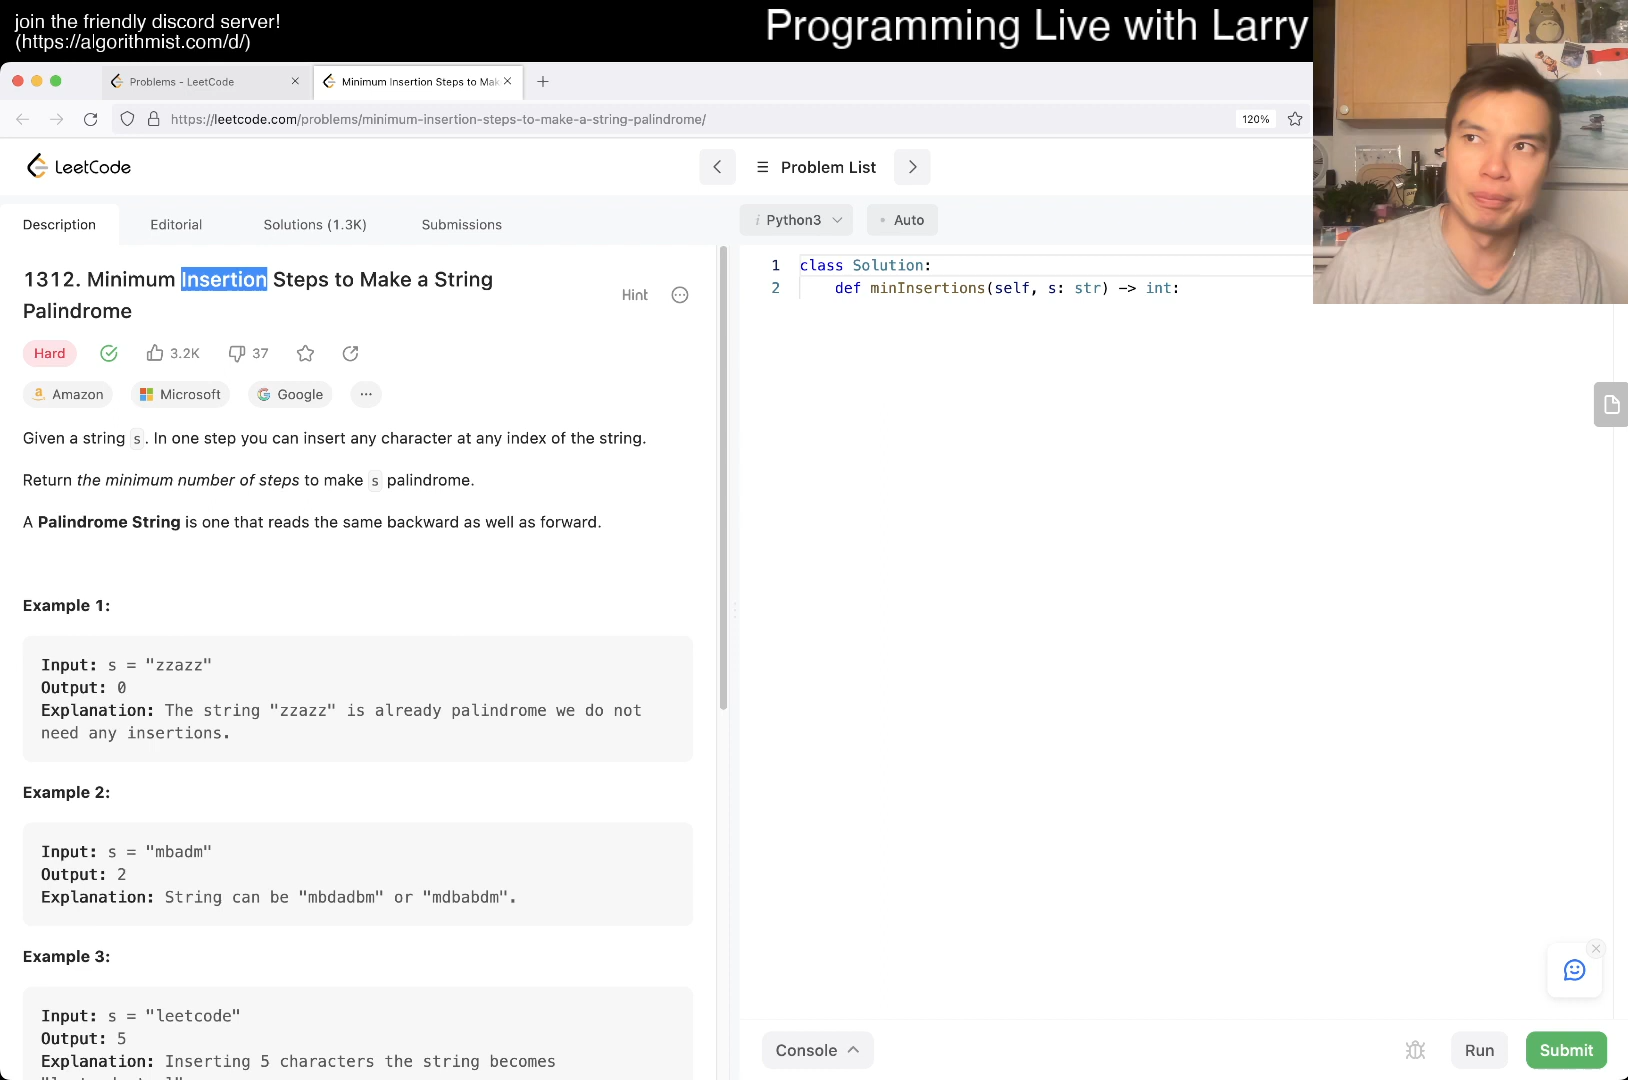 join the friendly discord server!
(https://algorithmist.com/d/)
Programming Live with Larry
Problems - LeetCode
Minimum Insertion Steps to Mak
https://leetcode.com/problems/minimum-insertion-steps-to-make-a-string-palindrome/
120%
LeetCode
Problem List
Description
Editorial
Solutions (1.3K)
Submissions
Python3
Auto
1312. Minimum Insertion Steps to Make a String
Palindrome
Hint
Hard
3.2K
37
Amazon
Microsoft
Google
Given a string s. In one step you can insert any character at any index of the string.
Return the minimum number of steps to make s palindrome.
A Palindrome String is one that reads the same backward as well as forward.
Example 1:
Input: s = "zzazz"
Output: 0
Explanation: The string "zzazz" is already palindrome we do not
need any insertions.
Example 2:
Input: s = "mbadm"
Output: 2
Explanation: String can be "mbdadbm" or "mdbabdm".
Example 3:
Input: s = "leetcode"
Output: 5
Explanation: Inserting 5 characters the string becomes
1 class Solution:
2 def minInsertions(self, s: str) -> int:
Console
Run
Submit